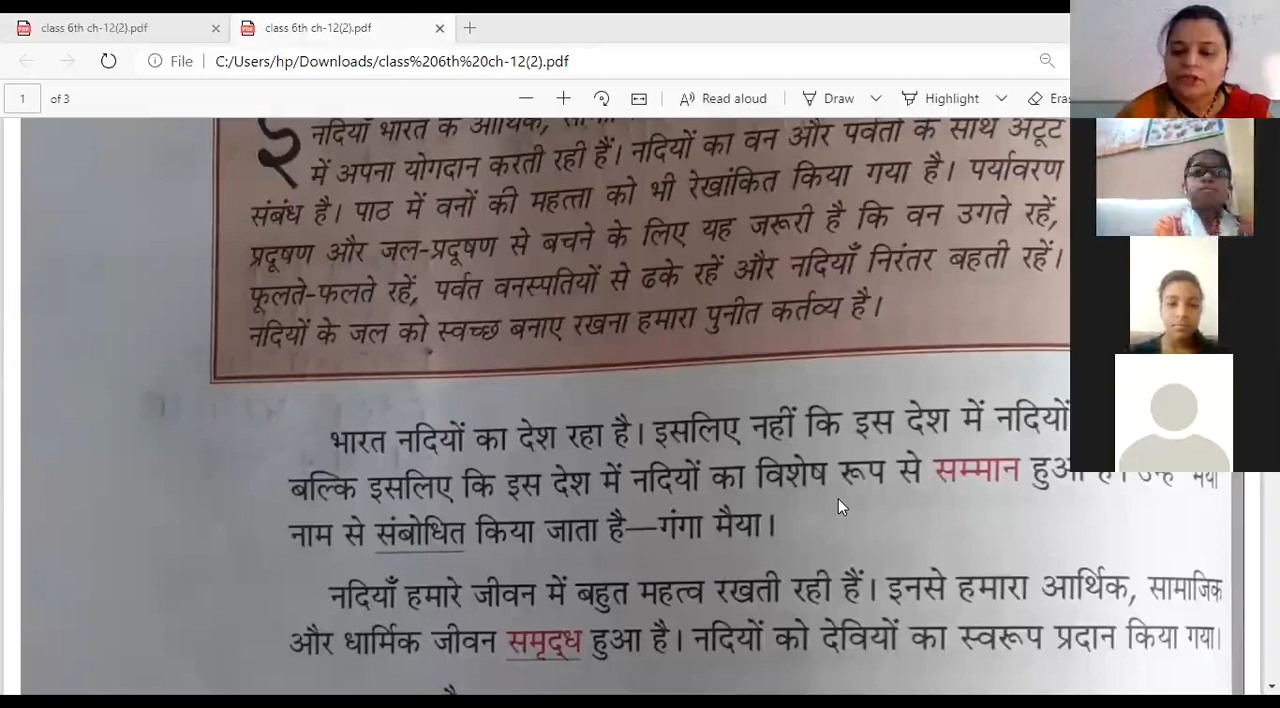 class 6th ch-12(2).pdf
class 6th ch-12(2).pdf
File
C:/Users/hp/Downloads/class%206th%20ch-12(2).pdf
1 of 3
Read aloud
Draw
Highlight
Eras
नदियाँ भारत के आर्थिक,
में अपना योगदान करती रही हैं। नदियों का वन और पर्वतों के साथ अटूट
संबंध है। पाठ में वनों की महत्ता को भी रेखांकित किया गया है। पर्यावरण
प्रदूषण और जल-प्रदूषण से बचने के लिए यह जरूरी है कि वन उगते रहें,
फूलते-फलते रहें, पर्वत वनस्पतियों से ढके रहें और नदियाँ निरंतर बहती रहें।
नदियों के जल को स्वच्छ बनाए रखना हमारा पुनीत कर्तव्य है।
भारत नदियों का देश रहा है। इसलिए नहीं कि इस देश में नदियों
बल्कि इसलिए कि इस देश में नदियों का विशेष रूप से सम्मान हुआ
नाम से संबोधित किया जाता है—गंगा मैया।
नदियाँ हमारे जीवन में बहुत महत्व रखती रही हैं। इनसे हमारा आर्थिक, सामाजिक
और धार्मिक जीवन समृद्ध हुआ है। नदियों को देवियों का स्वरूप प्रदान किया गया।